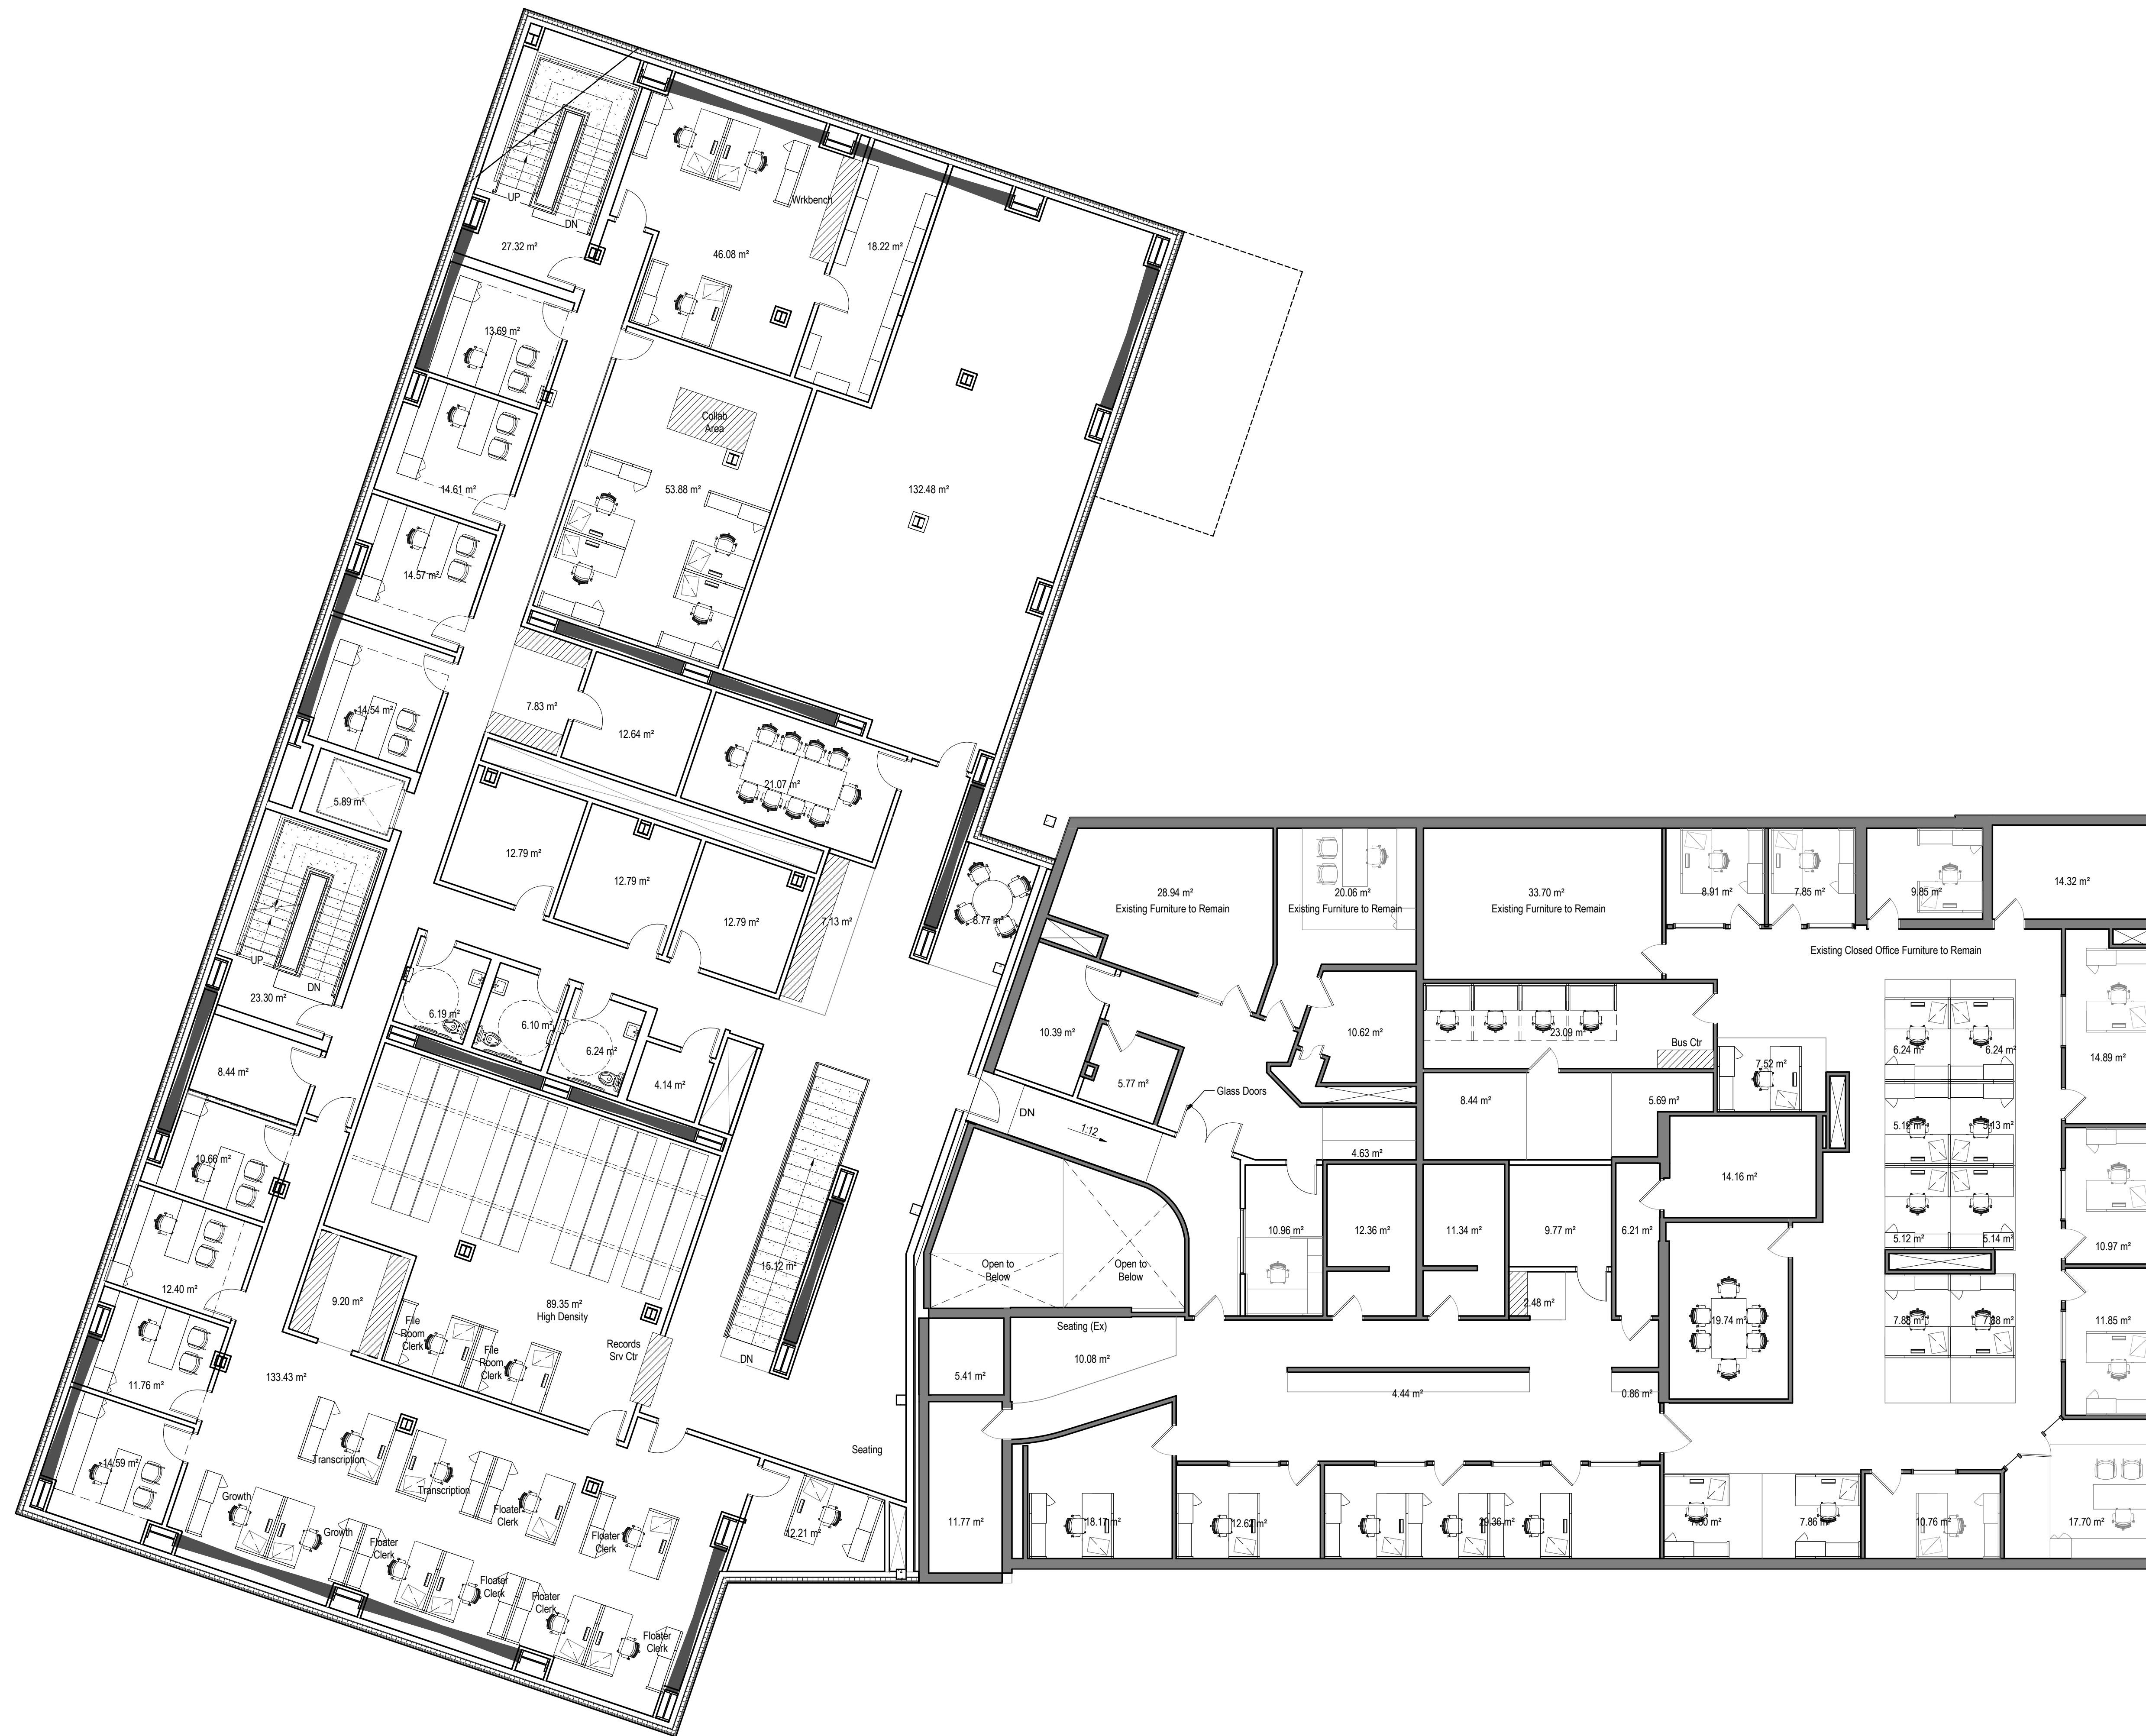 UP
DN
27.32 m²
Wrkbench
46.08 m²
18.22 m²
13.69 m²
Collab
Area
14.61 m²
53.88 m²
132.48 m²
14.57 m²
14.54 m²
7.83 m²
12.64 m²
21.07 m²
5.89 m²
12.79 m²
12.79 m²
12.79 m²
7.13 m²
8.77 m²
UP
DN
23.30 m²
6.19 m²
6.10 m²
6.24 m²
4.14 m²
8.44 m²
10.66 m²
12.40 m²
9.20 m²
89.35 m²
High Density
15.12 m²
File
Room
Clerk
File
Room
Clerk
Records
Srv Ctr
DN
11.76 m²
133.43 m²
14.59 m²
Transcription
Transcription
Growth
Growth
Floater
Clerk
Floater
Clerk
Floater
Clerk
Floater
Clerk
Floater
Clerk
Floater
Clerk
Seating
12.21 m²
28.94 m²
Existing Furniture to Remain
20.06 m²
Existing Furniture to Remain
33.70 m²
Existing Furniture to Remain
8.91 m²
7.85 m²
9.85 m²
14.32 m²
Existing Closed Office Furniture to Remain
10.39 m²
5.77 m²
10.62 m²
23.09 m²
Bus Ctr
7.52 m²
6.24 m²
6.24 m²
14.89 m²
Glass Doors
DN
1:12
8.44 m²
5.69 m²
5.12 m²
5.13 m²
4.63 m²
14.16 m²
10.96 m²
12.36 m²
11.34 m²
9.77 m²
6.21 m²
5.12 m²
5.14 m²
10.97 m²
Open to
Below
Open to
Below
2.48 m²
19.74 m²
7.88 m²
7.88 m²
11.85 m²
Seating (Ex)
10.08 m²
5.41 m²
4.44 m²
0.86 m²
11.77 m²
18.17 m²
12.62 m²
29.36 m²
7.86 m²
10.76 m²
17.70 m²